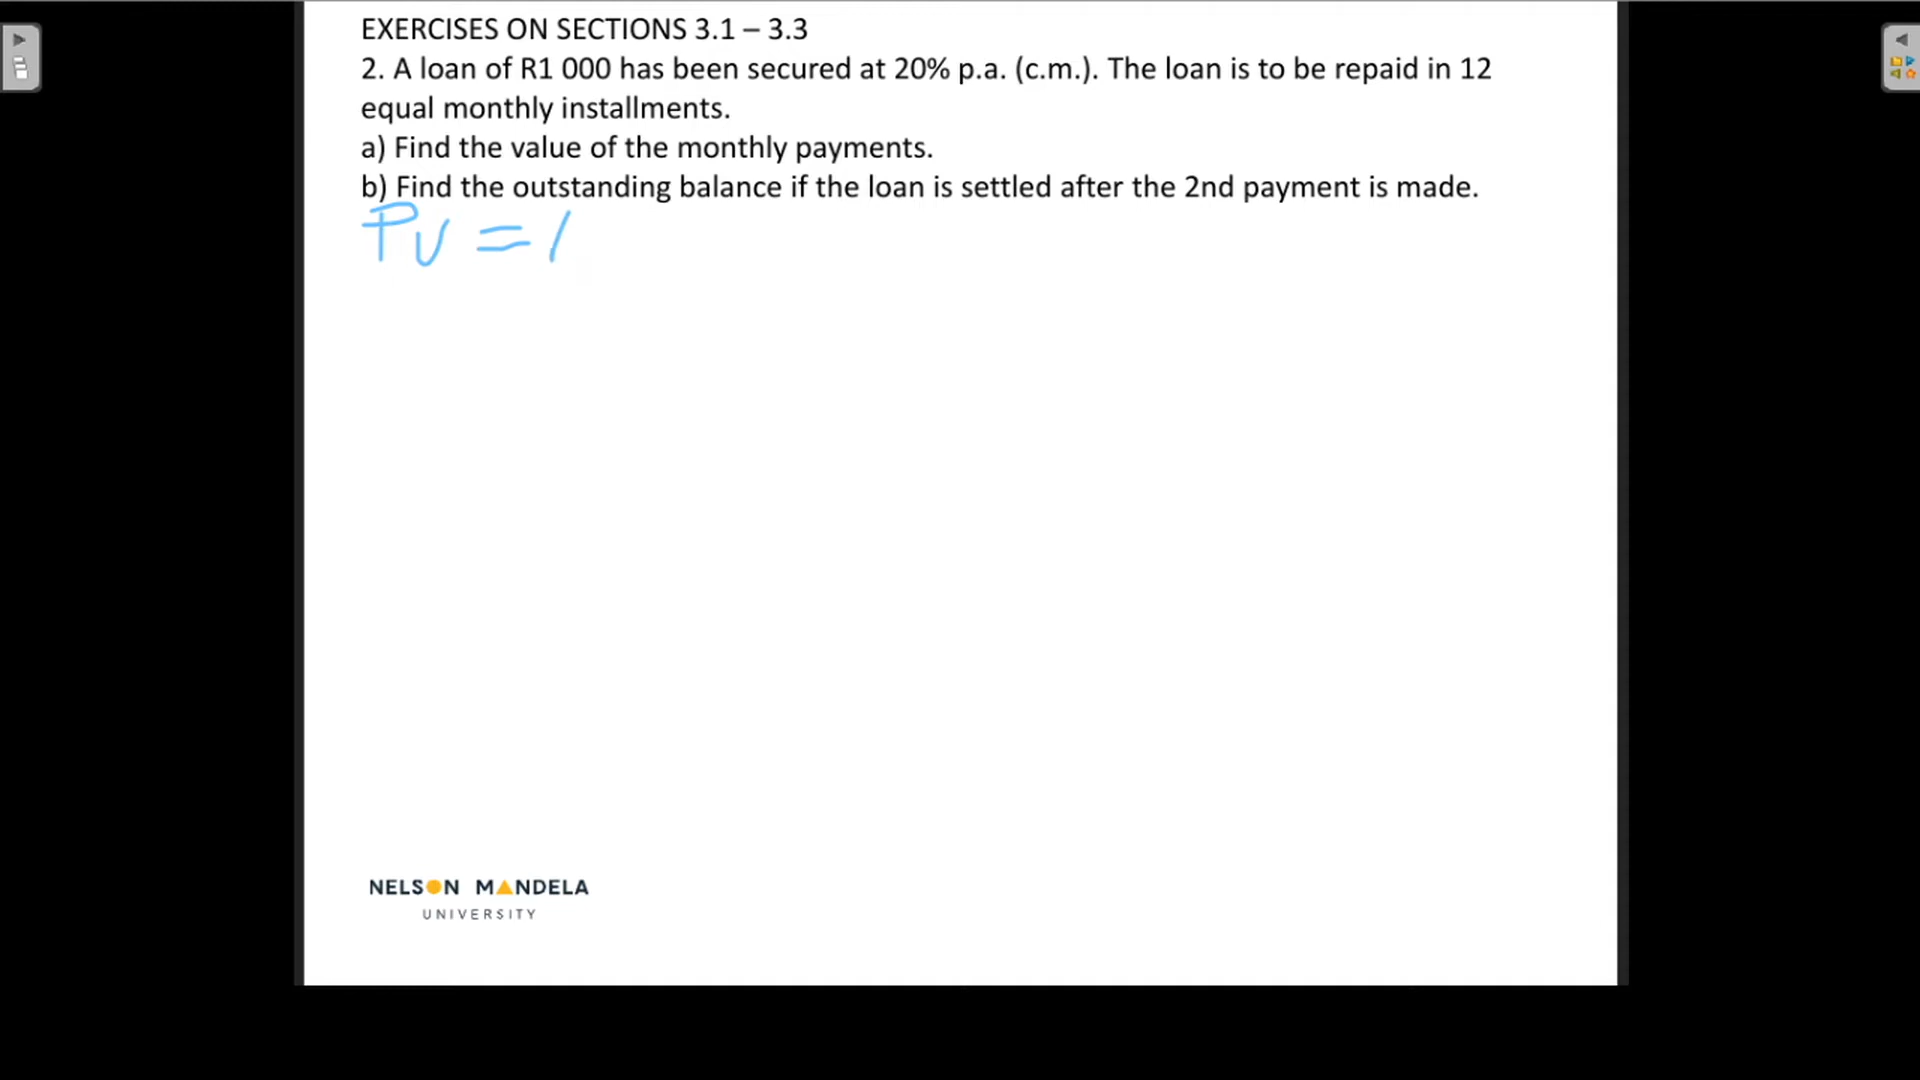 EXERCISES ON SECTIONS 3.1 – 3.3
2. A loan of R1 000 has been secured at 20% p.a. (c.m.). The loan is to be repaid in 12
equal monthly installments.
a) Find the value of the monthly payments.
b) Find the outstanding balance if the loan is settled after the 2nd payment is made.
PV = 1
NELSON MANDELA
UNIVERSITY